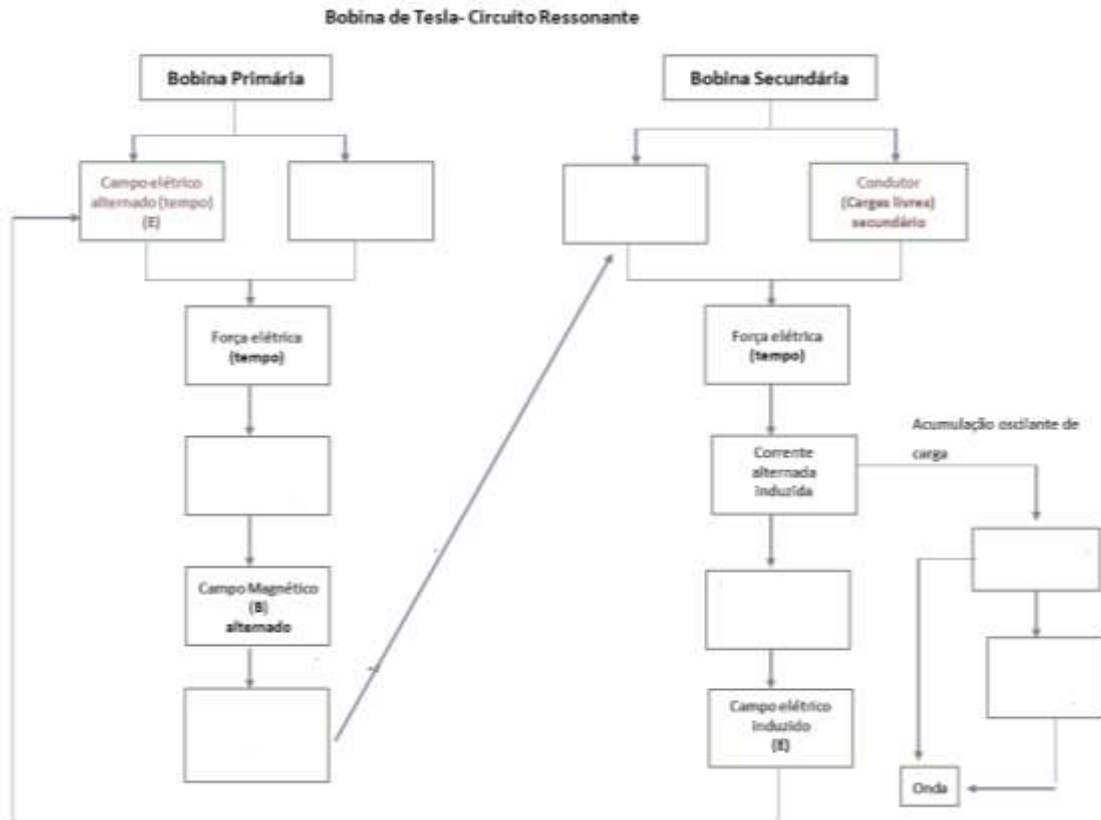 Bobina de Tesla- Circuito Ressonante
Bobina Primária
Bobina Secundária
Campo elétrico
alternado (tempo)
(E)
Condutor
(Cargas livres)
secundário
Força elétrica
(tempo)
Força elétrica
(tempo)
Acumulação oscilante de
carga
Corrente
alternada
induzida
Campo Magnético
(B)
alternado
Campo elétrico
induzido
(E)
Onda